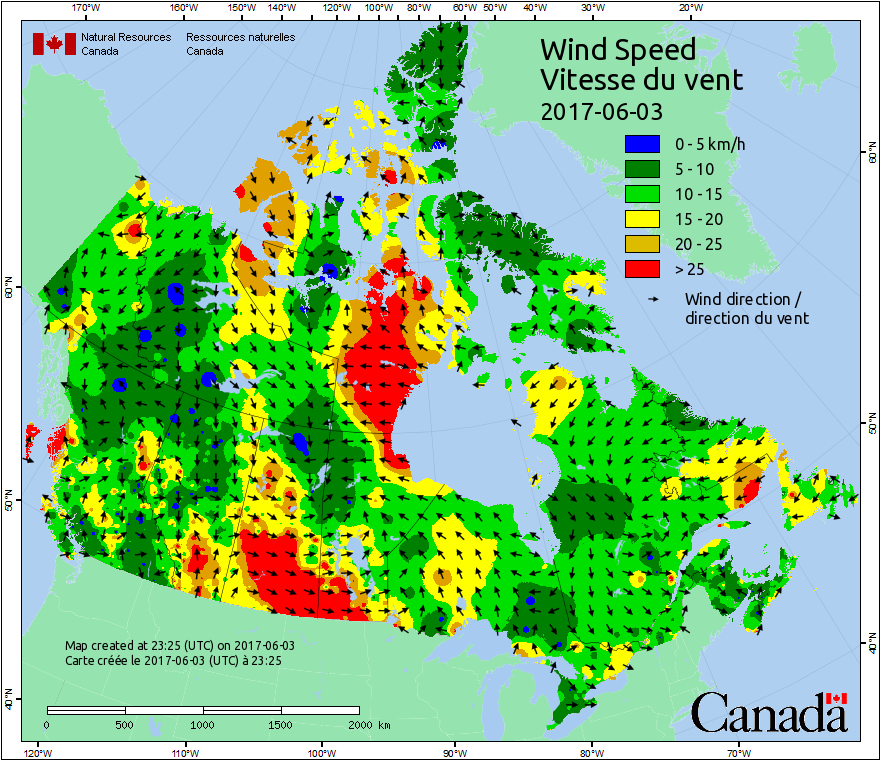 170°W 160°W 150°W 140°W 130°W 120°W 110°W 100°W 90°W 80°W 60°W 50°W 40°W 30°W 20°W
Natural Resources Canada
Ressources naturelles Canada
Wind Speed
Vitesse du vent
2017-06-03
0 - 5 km/h
5 - 10
10 - 15
15 - 20
20 - 25
> 25
Wind direction /
direction du vent
60°N
60°N
50°N
50°N
40°N
40°N
Map created at 23:25 (UTC) on 2017-06-03
Carte créée le 2017-06-03 (UTC) à 23:25
0 500 1000 1500 2000 km
Canada
120°W 110°W 100°W 90°W 80°W 70°W